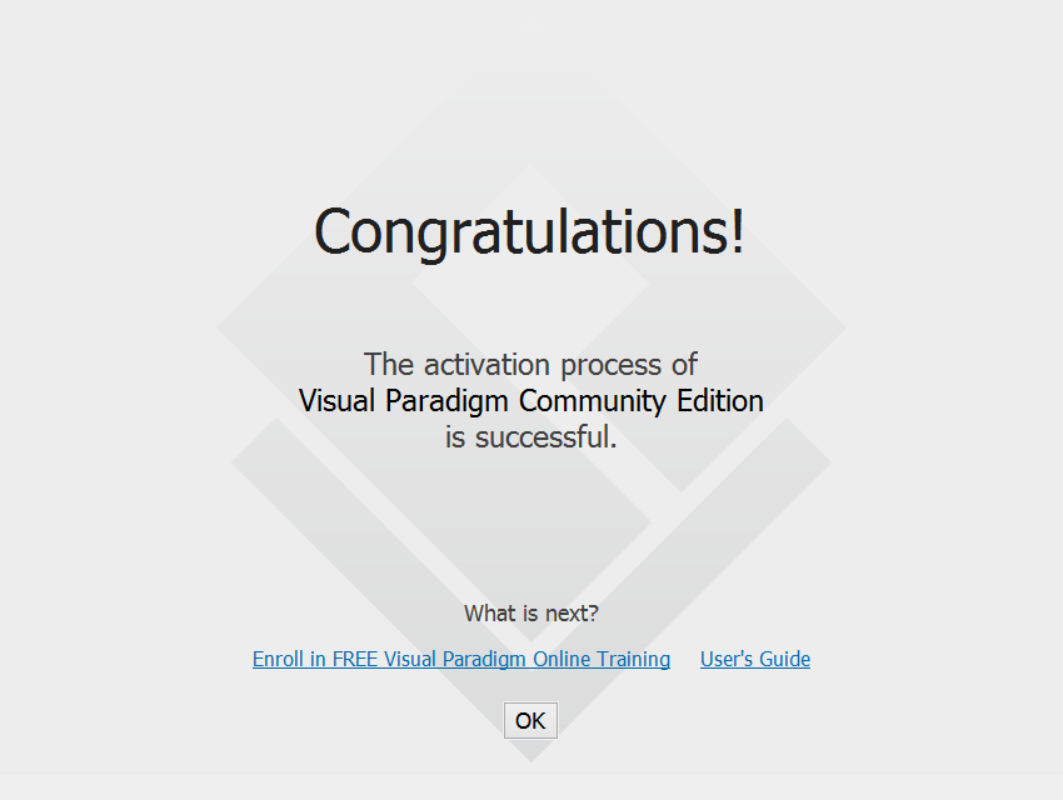 Congratulations!
The activation process of
Visual Paradigm Community Edition
is successful.
What is next?
Enroll in FREE Visual Paradigm Online Training User's Guide
OK